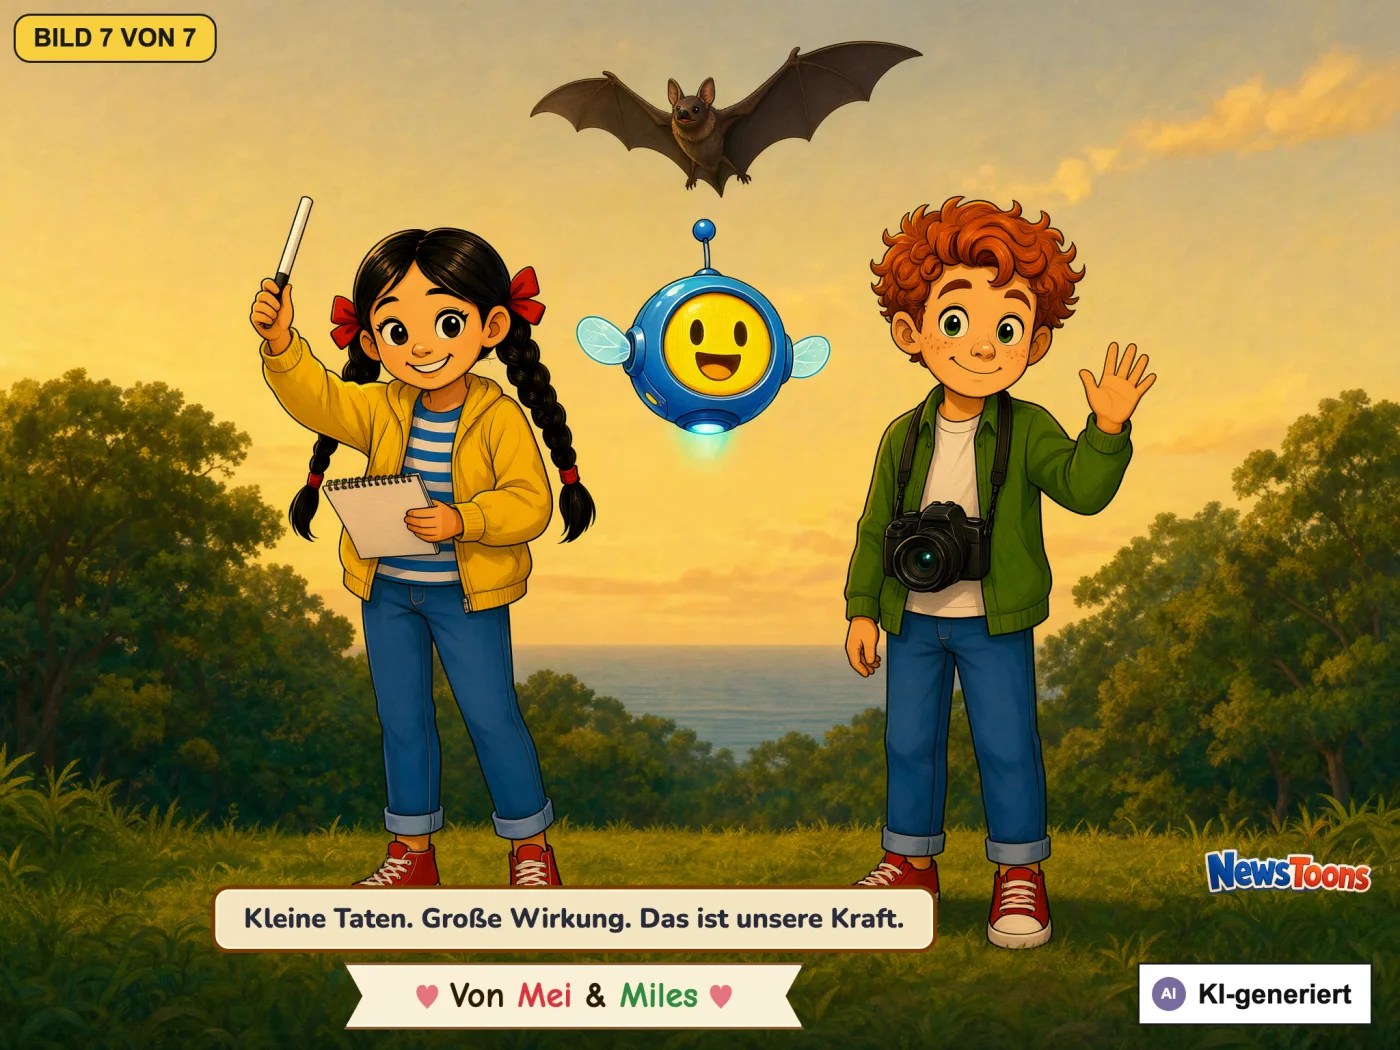 BILD 7 VON 7
NewsToons
Kleine Taten. Große Wirkung. Das ist unsere Kraft.
Von Mei & Miles
AI KI-generiert